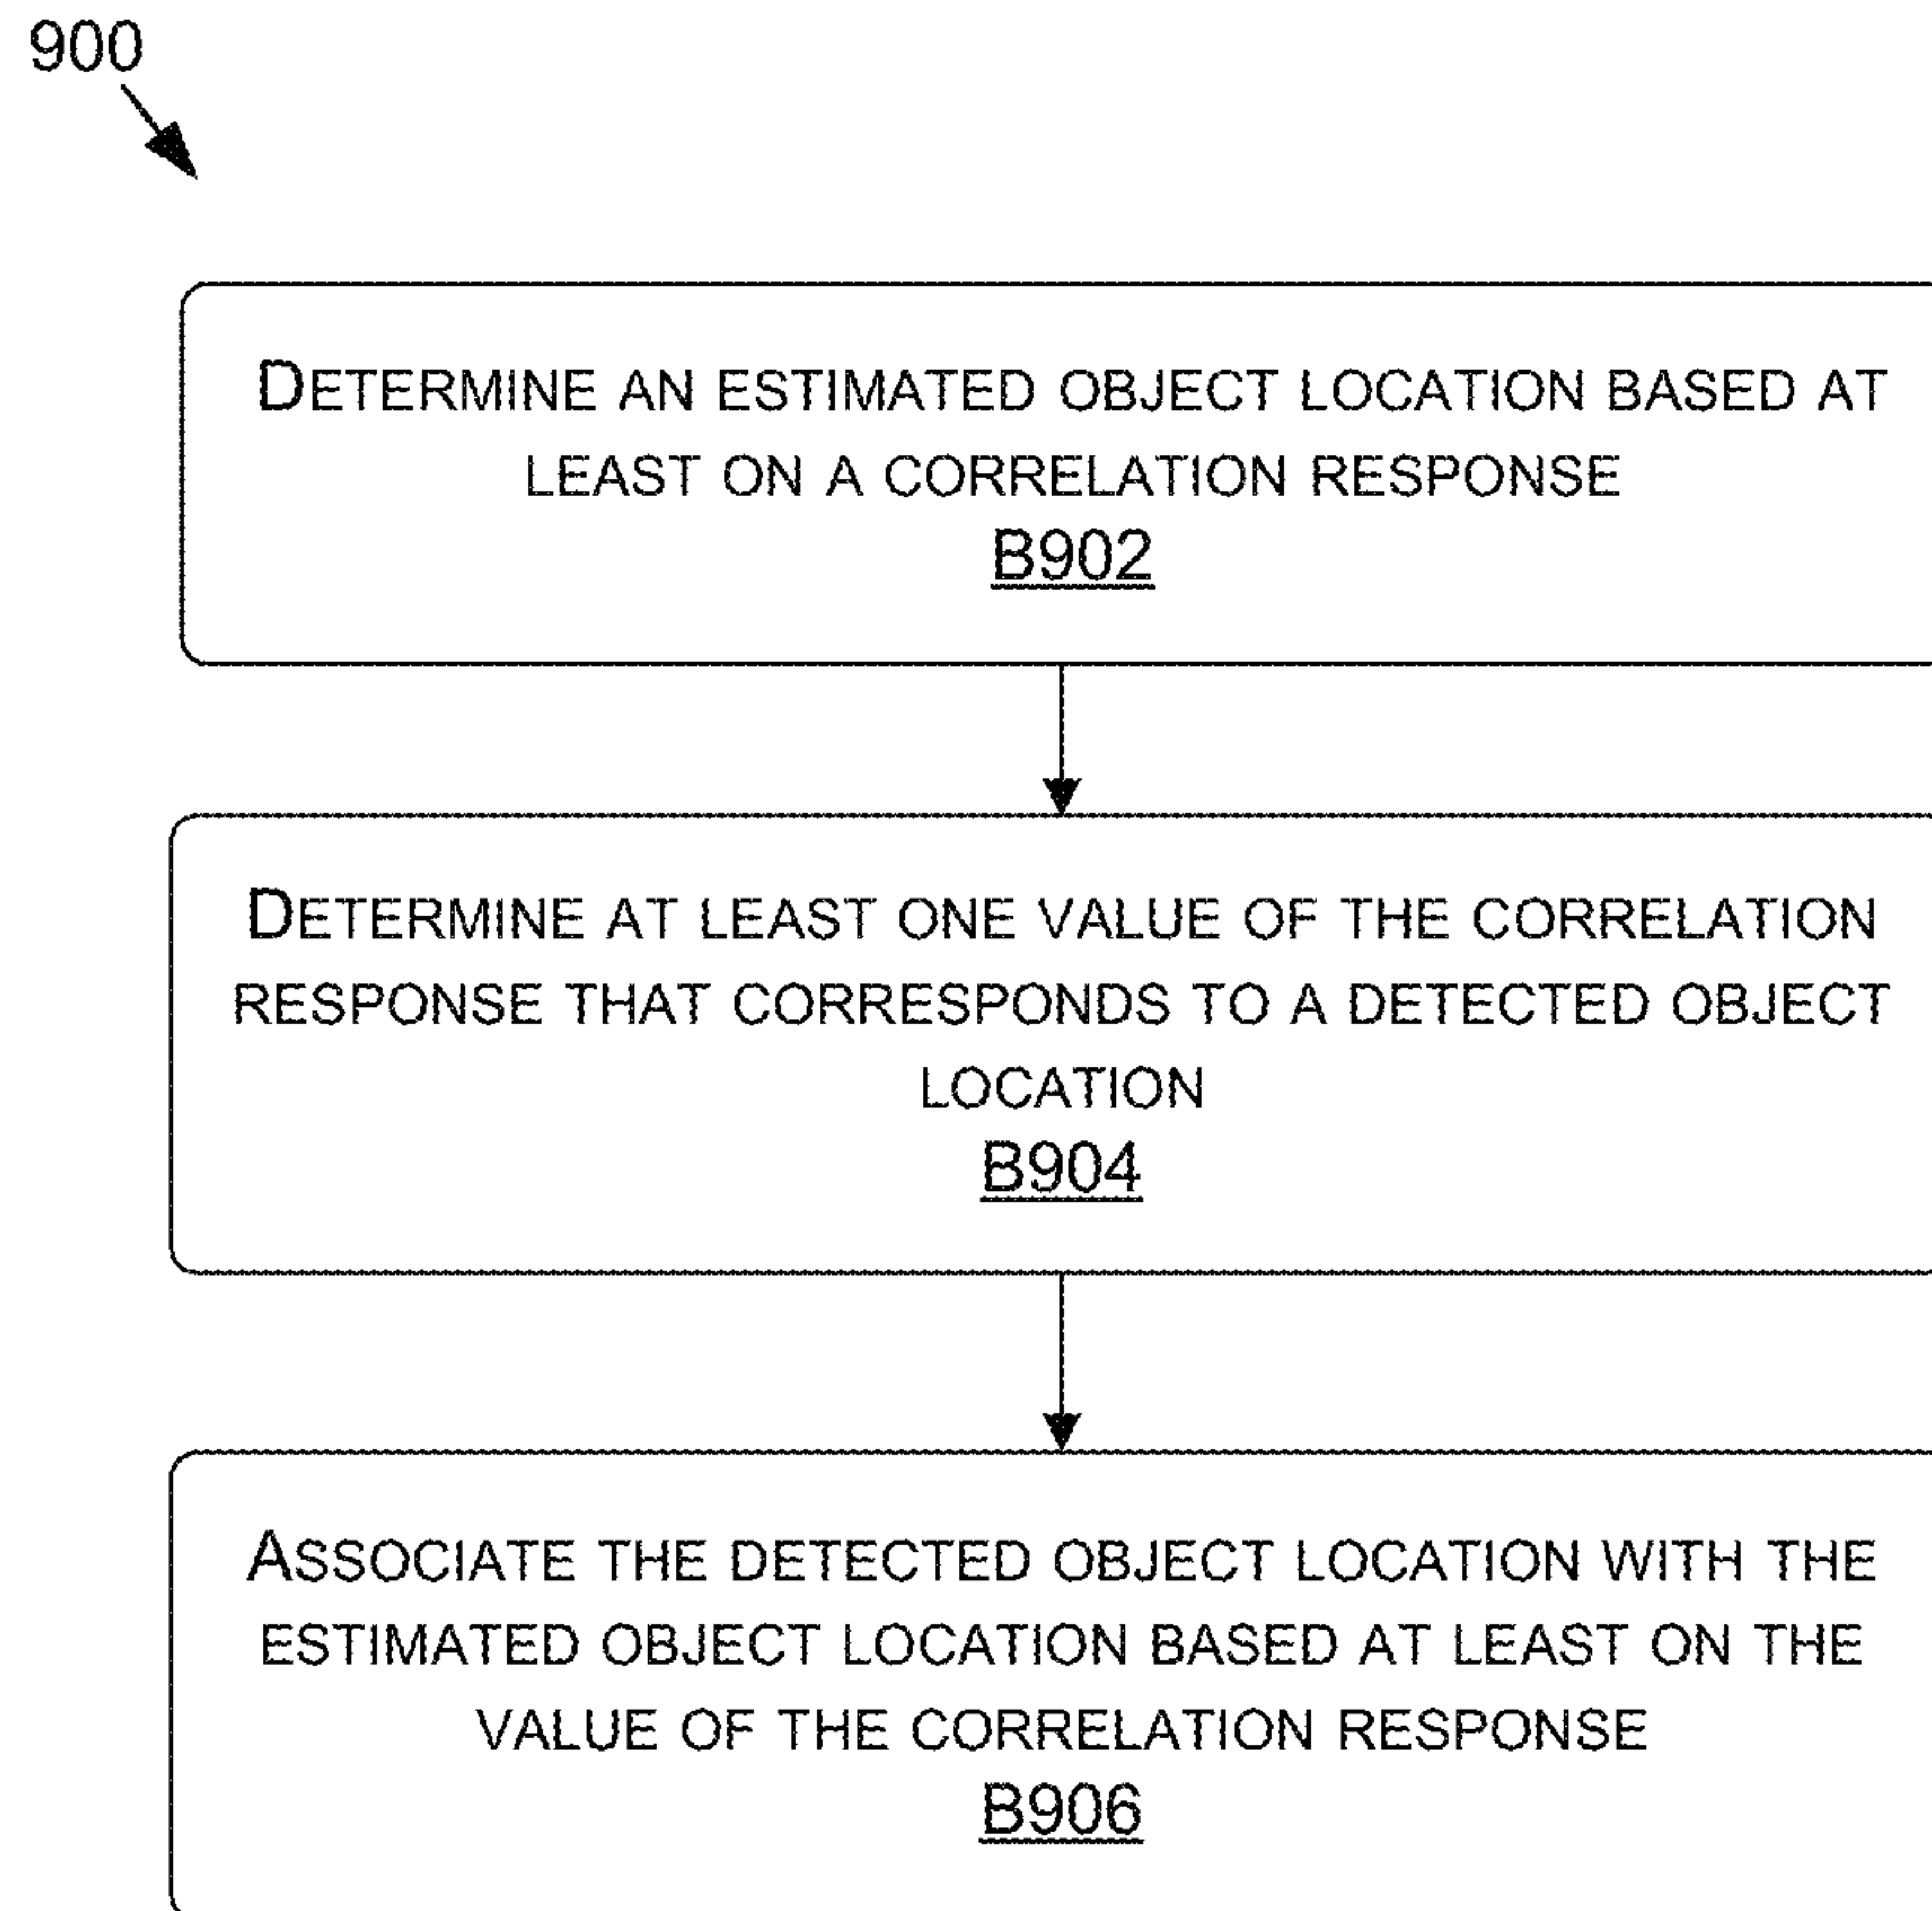 900
DETERMINE AN ESTIMATED OBJECT LOCATION BASED AT
LEAST ON A CORRELATION RESPONSE
B902
DETERMINE AT LEAST ONE VALUE OF THE CORRELATION
RESPONSE THAT CORRESPONDS TO A DETECTED OBJECT
LOCATION
B904
ASSOCIATE THE DETECTED OBJECT LOCATION WITH THE
ESTIMATED OBJECT LOCATION BASED AT LEAST ON THE
VALUE OF THE CORRELATION RESPONSE
B906